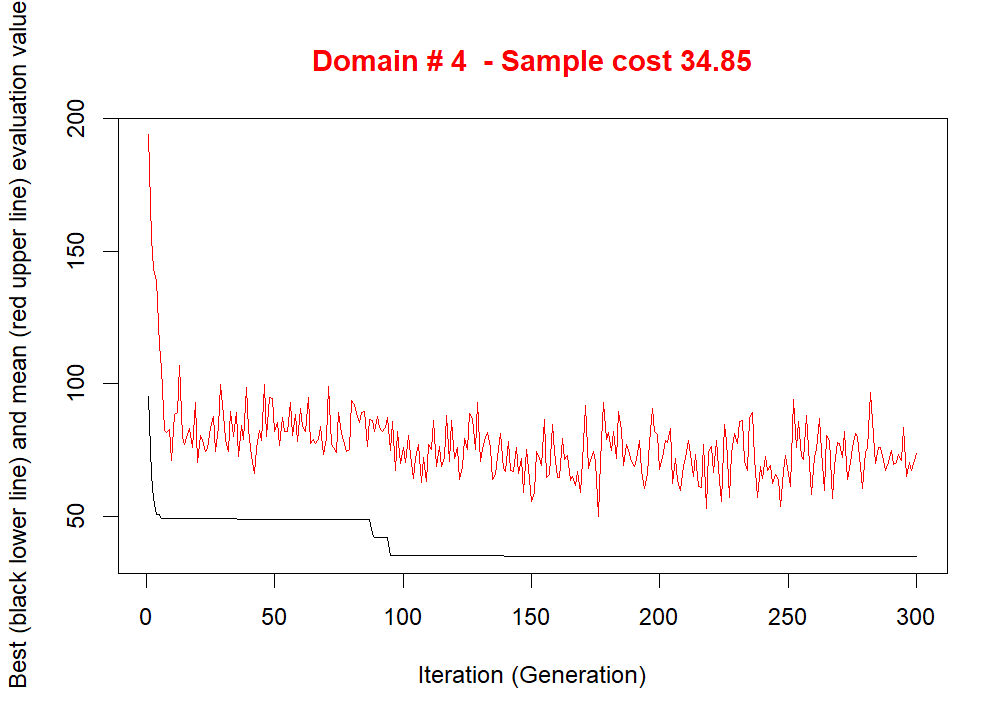 Domain # 4  - Sample cost 34.85
Best (black lower line) and mean (red upper line) evaluation value
200
150
100
50
0 50 100 150 200 250 300
Iteration (Generation)